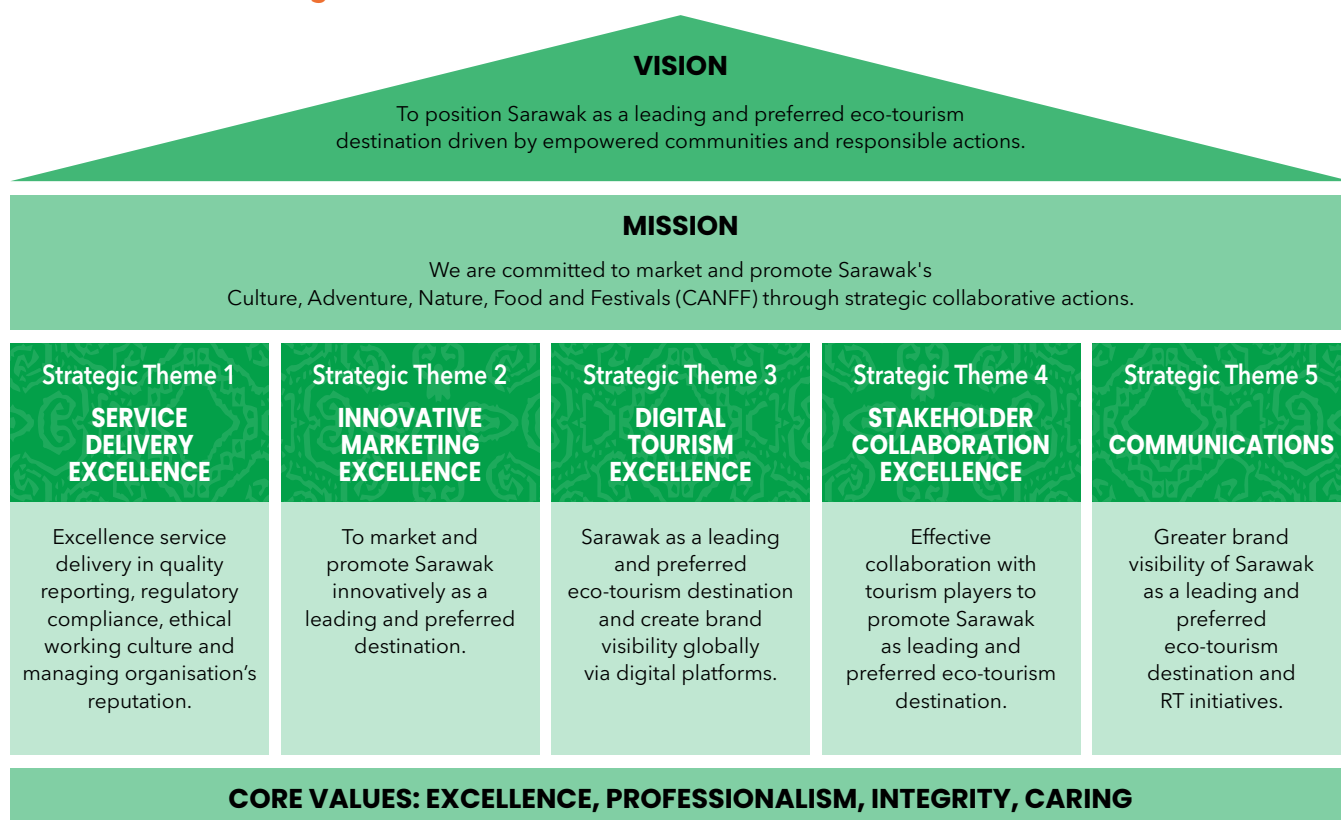 VISION
To position Sarawak as a leading and preferred eco-tourism
destination driven by empowered communities and responsible actions.
MISSION
We are committed to market and promote Sarawak's
Culture, Adventure, Nature, Food and Festivals (CANFF) through strategic collaborative actions.
Strategic Theme 1
SERVICE
DELIVERY
EXCELLENCE
Excellence service
delivery in quality
reporting, regulatory
compliance, ethical
working culture and
managing organisation’s
reputation.
Strategic Theme 2
INNOVATIVE
MARKETING
EXCELLENCE
To market and
promote Sarawak
innovatively as a
leading and preferred
destination.
Strategic Theme 3
DIGITAL
TOURISM
EXCELLENCE
Sarawak as a leading
and preferred
eco-tourism destination
and create brand
visibility globally
via digital platforms.
Strategic Theme 4
STAKEHOLDER
COLLABORATION
EXCELLENCE
Effective
collaboration with
tourism players to
promote Sarawak
as leading and
preferred eco-tourism
destination.
Strategic Theme 5
COMMUNICATIONS
Greater brand
visibility of Sarawak
as a leading and
preferred
eco-tourism
destination and
RT initiatives.
CORE VALUES: EXCELLENCE, PROFESSIONALISM, INTEGRITY, CARING